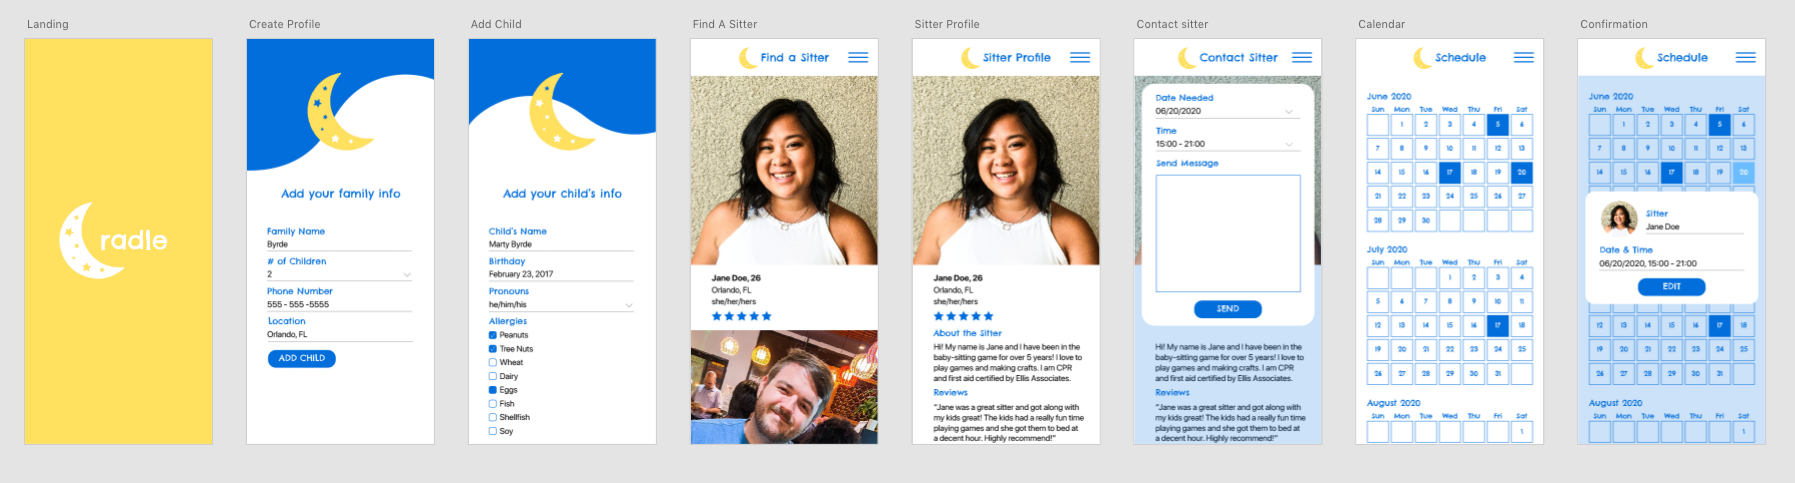 Landing
Create Profile
Add Child
Find A Sitter
Sitter Profile
Contact sitter
Calendar
Confirmation
radle
Add your family info
Family Name
Byrde
# of Children
2
Phone Number
555 - 555 -5555
Location
Orlando, FL
ADD CHILD
Add your child's info
Child's Name
Marty Byrde
Birthday
February 23, 2017
Pronouns
he/him/his
Allergies
Peanuts
Tree Nuts
Wheat
Dairy
Eggs
Fish
Shellfish
Soy
Find a Sitter
Jane Doe, 26
Orlando, FL
she/her/hers
Sitter Profile
Jane Doe, 26
Orlando, FL
she/her/hers
About the Sitter
Hi! My name is Jane and I have been in the
baby-sitting game for over 5 years! I love to
play games and making crafts. I am CPR
and first aid certified by Ellis Associates.
Reviews
"Jane was a great sitter and got along with
my kids great! The kids had a really fun time
playing games and she got them to bed at
a decent hour. Highly recommend!"
Contact Sitter
Date Needed
06/20/2020
Time
15:00 - 21:00
Send Message
SEND
Hi! My name is Jane and I have been in the
baby-sitting game for over 5 years! I love to
play games and making crafts. I am CPR
and first aid certified by Ellis Associates.
Reviews
"Jane was a great sitter and got along with
my kids great! The kids had a really fun time
playing games and she got them to bed at
a decent hour. Highly recommend!"
Schedule
June 2020
Sun Mon Tue Wed Thu Fri Sat
1 2 3 4 5 6
7 8 9 10 11 12 13
14 15 16 17 18 19 20
21 22 23 24 25 26 27
28 29 30
July 2020
Sun Mon Tue Wed Thu Fri Sat
1 2 3 4
5 6 7 8 9 10 11
12 13 14 15 16 17 18
19 20 21 22 23 24 25
26 27 28 29 30 31
August 2020
Sun Mon Tue Wed Thu Fri Sat
1
Schedule
June 2020
Sun Mon Tue Wed Thu Fri Sat
1 2 3 4 5 6
7 8 9 10 11 12 13
14 15 16 17 18 19 20
Sitter
Jane Doe
Date & Time
06/20/2020, 15:00 - 21:00
EDIT
12 13 14 15 16 17 18
19 20 21 22 23 24 25
26 27 28 29 30 31
August 2020
Sun Mon Tue Wed Thu Fri Sat
1